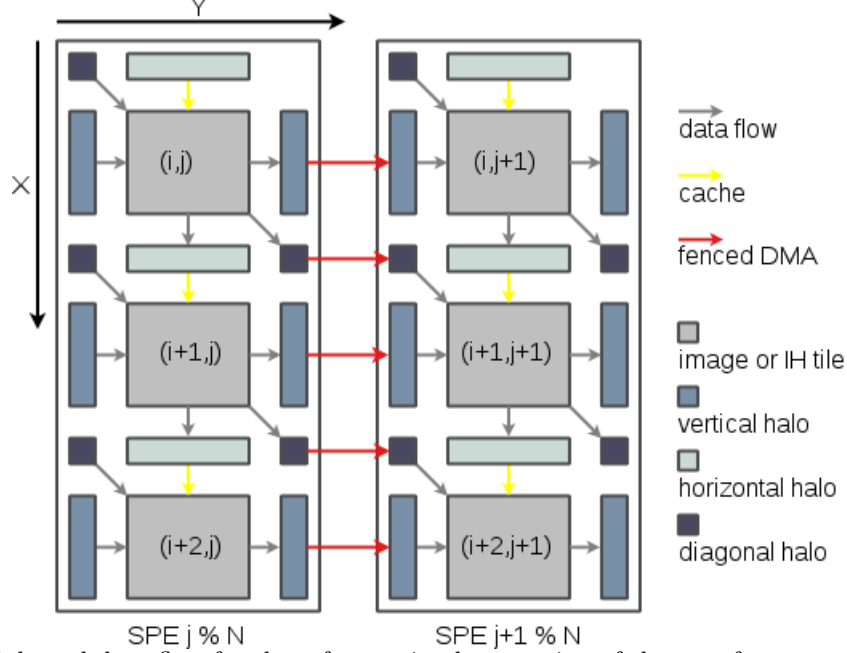 Y
X
(i,j)
(i,j+1)
(i+1,j)
(i+1,j+1)
(i+2,j)
(i+2,j+1)
data flow
cache
fenced DMA
image or IH tile
vertical halo
horizontal halo
diagonal halo
SPE j % N
SPE j+1 % N